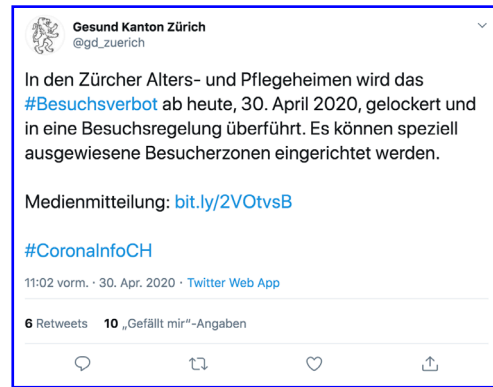 Gesund Kanton Zürich
@gd_zuerich
In den Zürcher Alters- und Pflegeheimen wird das
#Besuchsverbot ab heute, 30. April 2020, gelockert und
in eine Besuchsregelung überführt. Es können speziell
ausgewiesene Besucherzonen eingerichtet werden.
Medienmitteilung: bit.ly/2VOtvsB
#CoronaInfoCH
11:02 vorm. · 30. Apr. 2020 · Twitter Web App
6 Retweets 10 „Gefällt mir“-Angaben